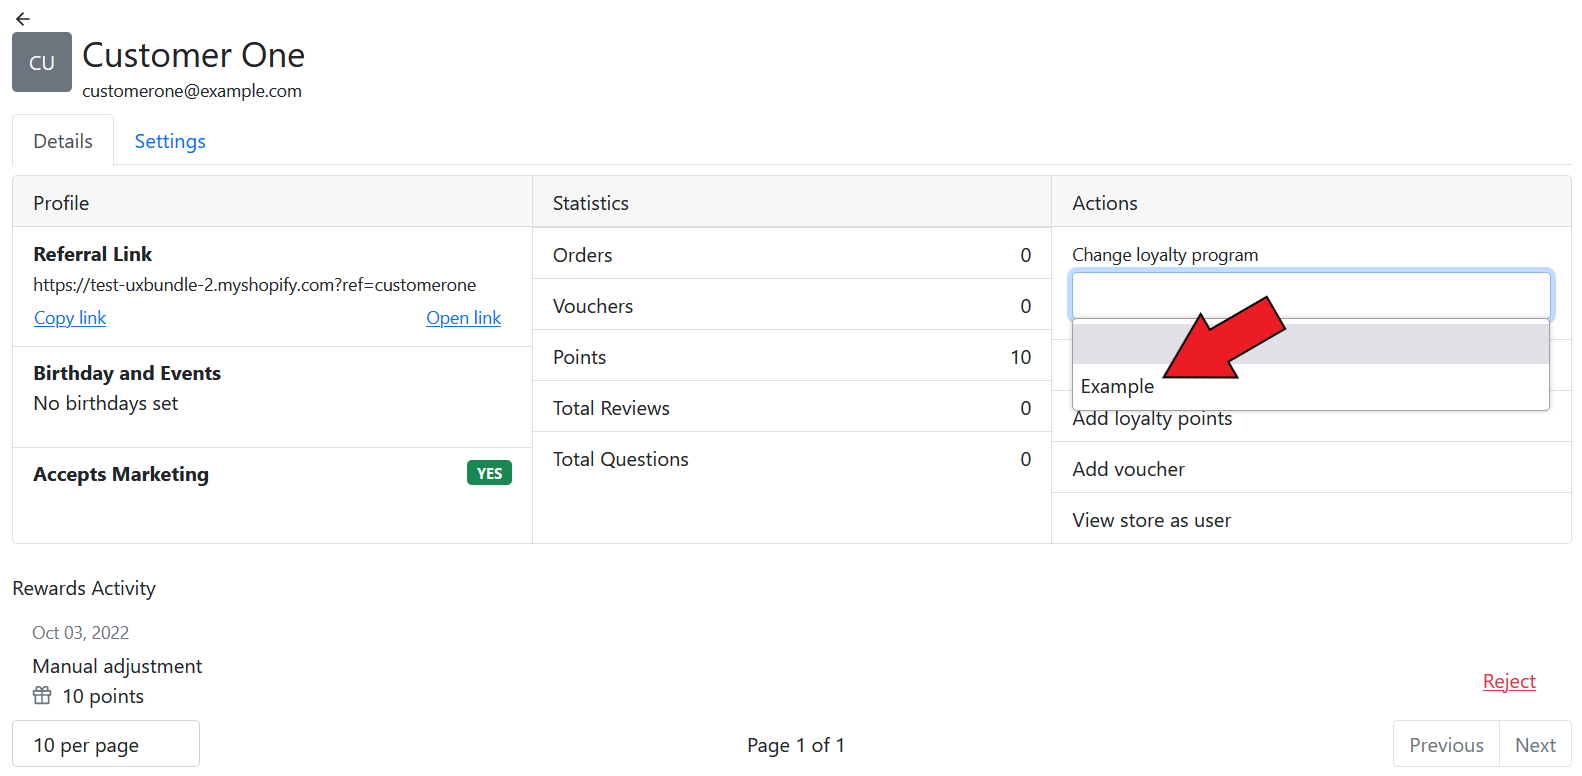 CU
Customer One
customerone@example.com
Details
Settings
Profile
Referral Link
https://test-uxbundle-2.myshopify.com?ref=customerone
Copy link
Open link
Birthday and Events
No birthdays set
Accepts Marketing
YES
Statistics
Orders 0
Vouchers 0
Points 10
Total Reviews 0
Total Questions 0
Actions
Change loyalty program
Example
Add loyalty points
Add voucher
View store as user
Rewards Activity
Oct 03, 2022
Manual adjustment
10 points
Reject
10 per page
Page 1 of 1
Previous
Next